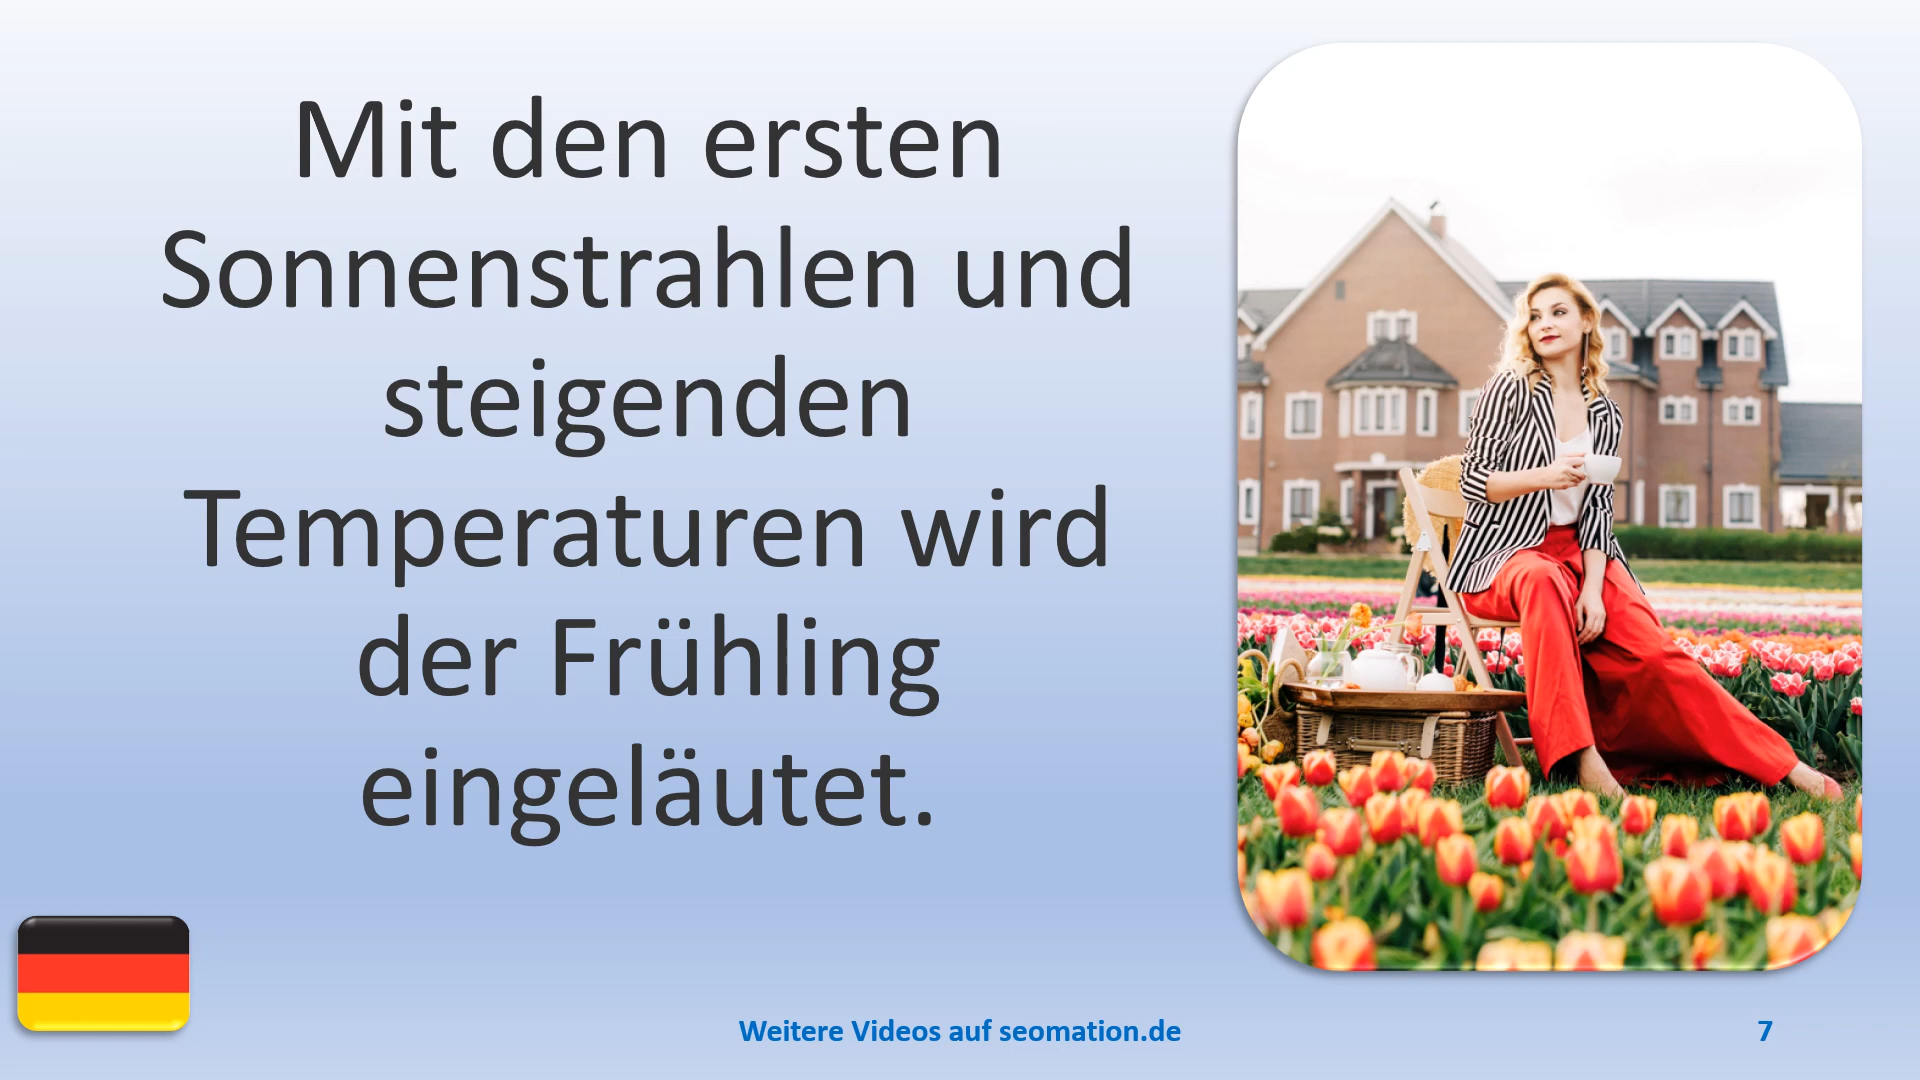 Mit den ersten
Sonnenstrahlen und
steigenden
Temperaturen wird
der Frühling
eingeläutet.
Weitere Videos auf seomation.de
7